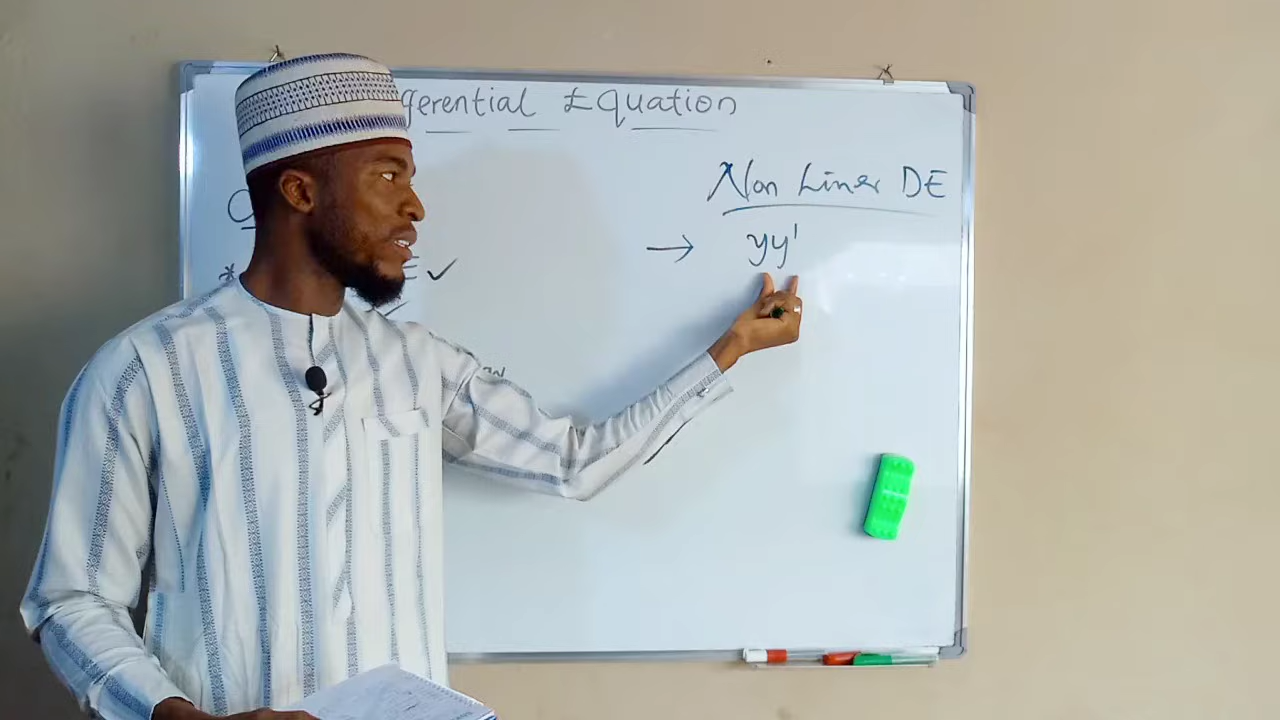 ferential Equation
Non Liner DE
→ yy'
* E ✓